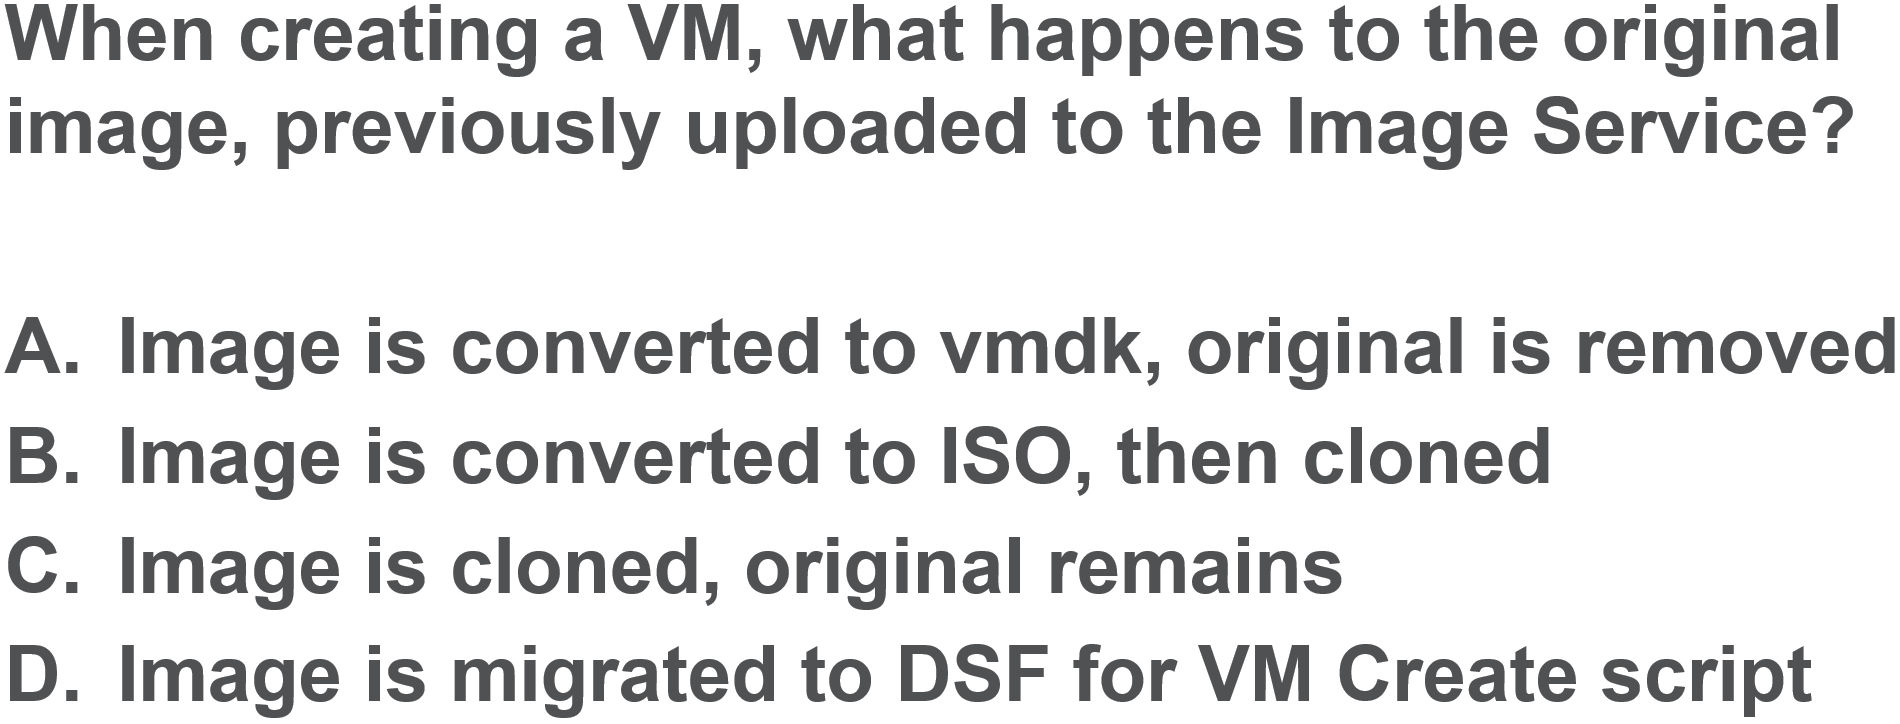 When creating a VM, what happens to the original
image, previously uploaded to the Image Service?
A. Image is converted to vmdk, original is removed
B. Image is converted to ISO, then cloned
C. Image is cloned, original remains
D. Image is migrated to DSF for VM Create script